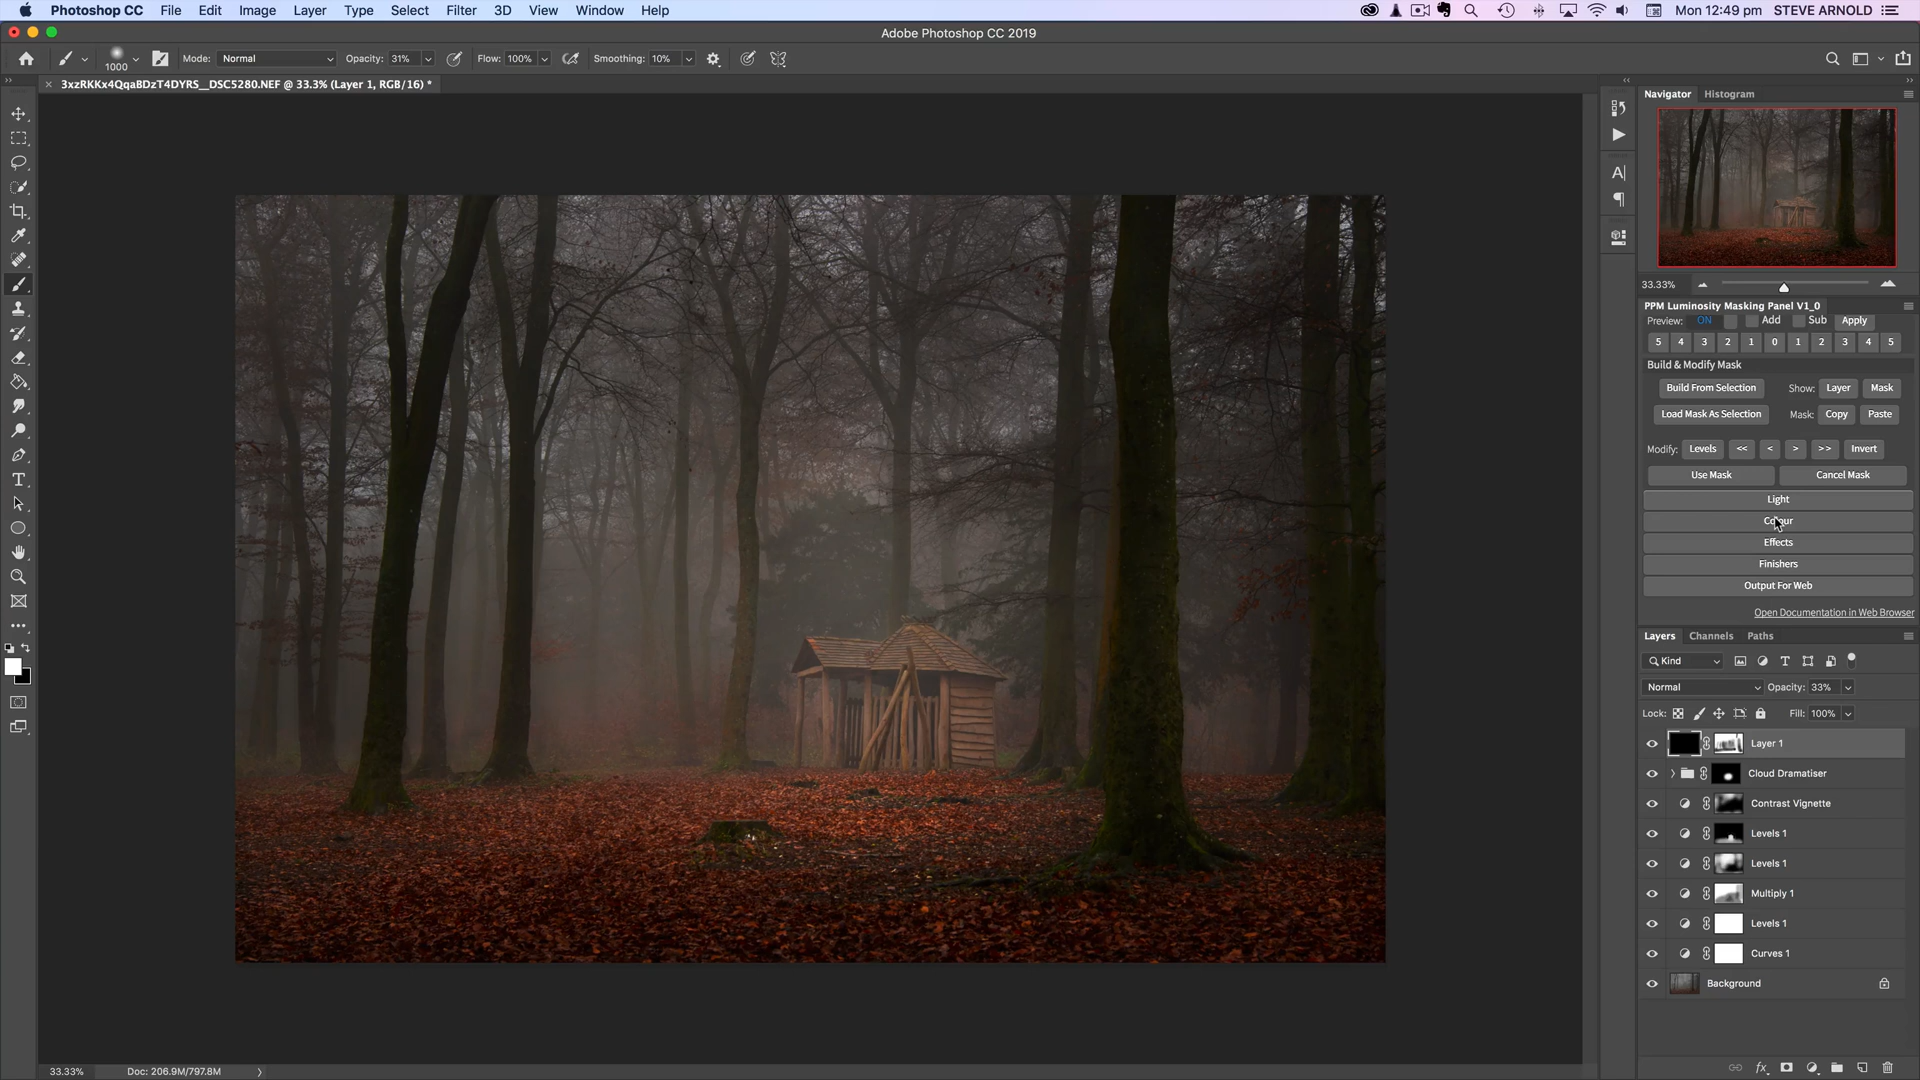 Photoshop CC File Edit Image Layer Type Select Filter 3D View Window Help Mon 12:49 pm STEVE ARNOLD
Adobe Photoshop CC 2019
1000 Mode: Normal Opacity: 31% Flow: 100% Smoothing: 10%
3xzRKKx4QqaBDzT4DYRS__DSC5280.NEF @ 33.3% (Layer 1, RGB/16) *
Navigator Histogram
33.33%
PPM Luminosity Masking Panel V1_0
Preview: ON Add Sub Apply
5 4 3 2 1 0 1 2 3 4 5
Build & Modify Mask
Build From Selection Show: Layer Mask
Load Mask As Selection Mask: Copy Paste
Modify: Levels << < > >> Invert
Use Mask Cancel Mask
Light
Colour
Effects
Finishers
Output For Web
Open Documentation in Web Browser
Layers Channels Paths
Kind
Normal Opacity: 33%
Lock: Fill: 100%
Layer 1
Cloud Dramatiser
Contrast Vignette
Levels 1
Levels 1
Multiply 1
Levels 1
Curves 1
Background
33.33% Doc: 206.9M/797.8M